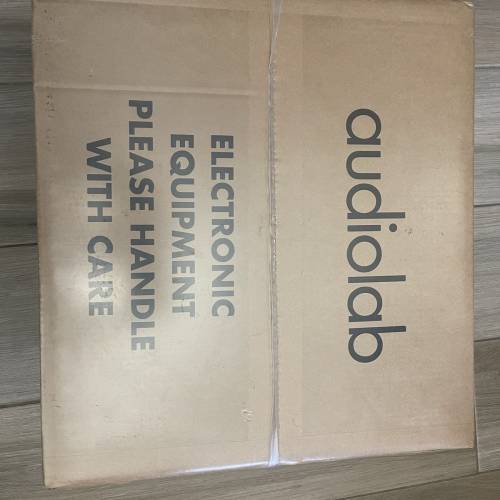 audiolab
ELECTRONIC
EQUIPMENT
PLEASE HANDLE
WITH CARE